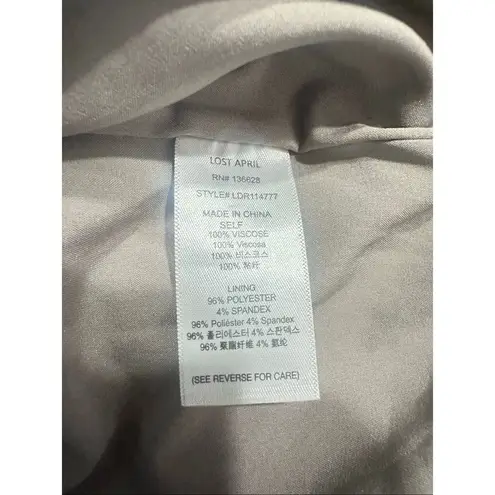 LOST APRIL
RN# 136628
STYLE# LDR114777
MADE IN CHINA
SELF
100% VISCOSE
100% Viscosa
100% 비스코스
100% 黏纤
LINING
96% POLYESTER
4% SPANDEX
96% Poliéster 4% Spandex
96% 폴리에스터 4% 스판덱스
96% 聚酯纤维 4% 氨纶
(SEE REVERSE FOR CARE)